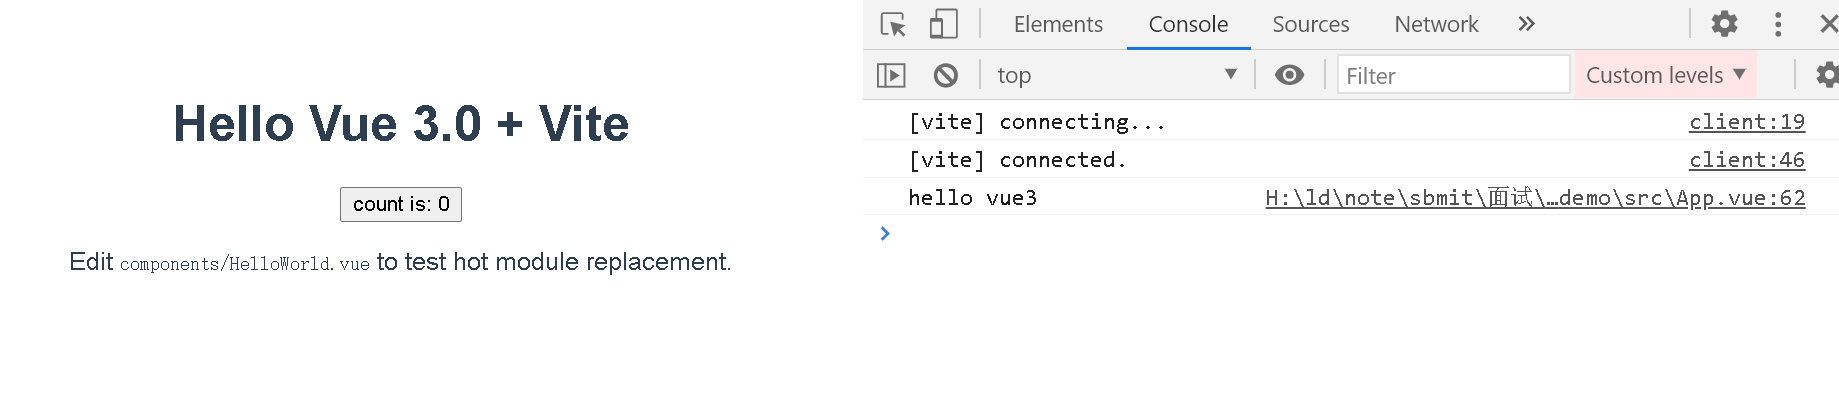 Hello Vue 3.0 + Vite
count is: 0
Edit components/HelloWorld.vue to test hot module replacement.
Elements Console Sources Network »
top ▼ Filter Custom levels ▼
[vite] connecting... client:19
[vite] connected. client:46
hello vue3 H:\ld\note\sbmit\面试\…demo\src\App.vue:62
>